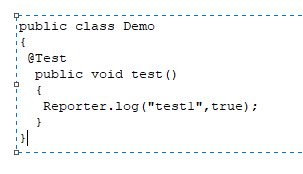 public class Demo
{
@Test
public void test()
{
Reporter.log("test1",true);
}
}